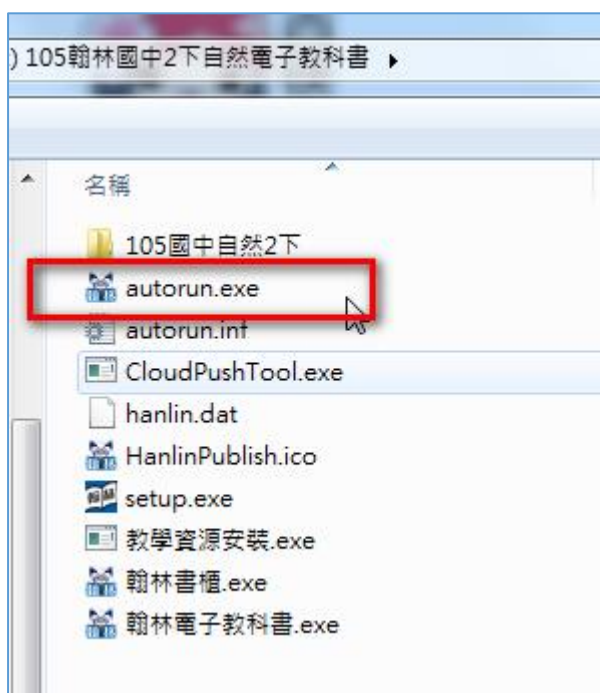 ) 105翰林國中2下自然電子教科書
名稱
105國中自然2下
autorun.exe
autorun.inf
CloudPushTool.exe
hanlin.dat
HanlinPublish.ico
setup.exe
教學資源安裝.exe
翰林書櫃.exe
翰林電子教科書.exe